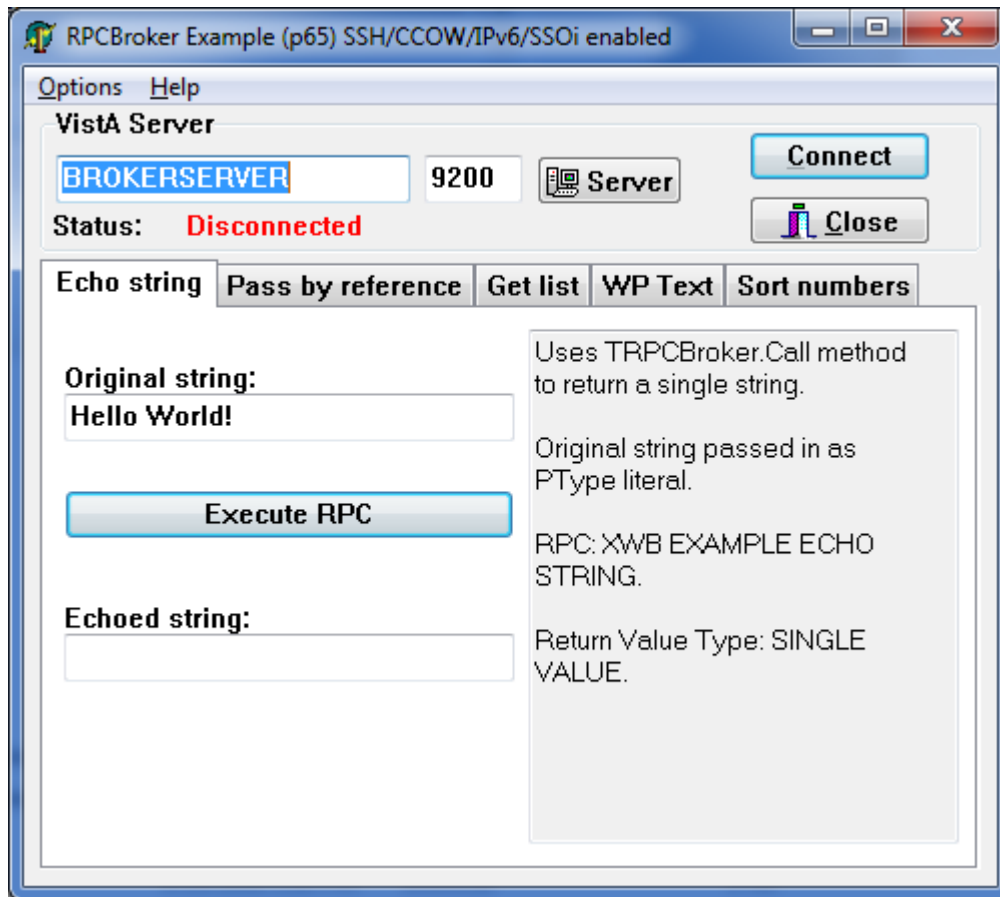 RPCBroker Example (p65) SSH/CCOW/IPv6/SSOi enabled
Options Help
VistA Server
BROKERSERVER 9200 Server Connect
Status: Disconnected Close
Echo string Pass by reference Get list WP Text Sort numbers
Original string:
Hello World!
Execute RPC
Echoed string:
Uses TRPCBroker.Call method
to return a single string.
Original string passed in as
PType literal.
RPC: XWB EXAMPLE ECHO
STRING.
Return Value Type: SINGLE
VALUE.